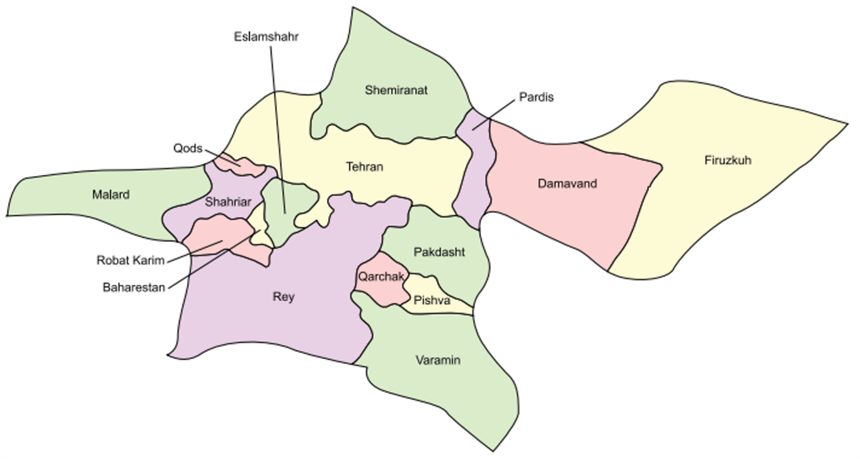 Eslamshahr
Shemiranat
Pardis
Qods
Tehran
Firuzkuh
Malard
Damavand
Shahriar
Pakdasht
Robat Karim
Qarchak
Baharestan
Rey
Pishva
Varamin